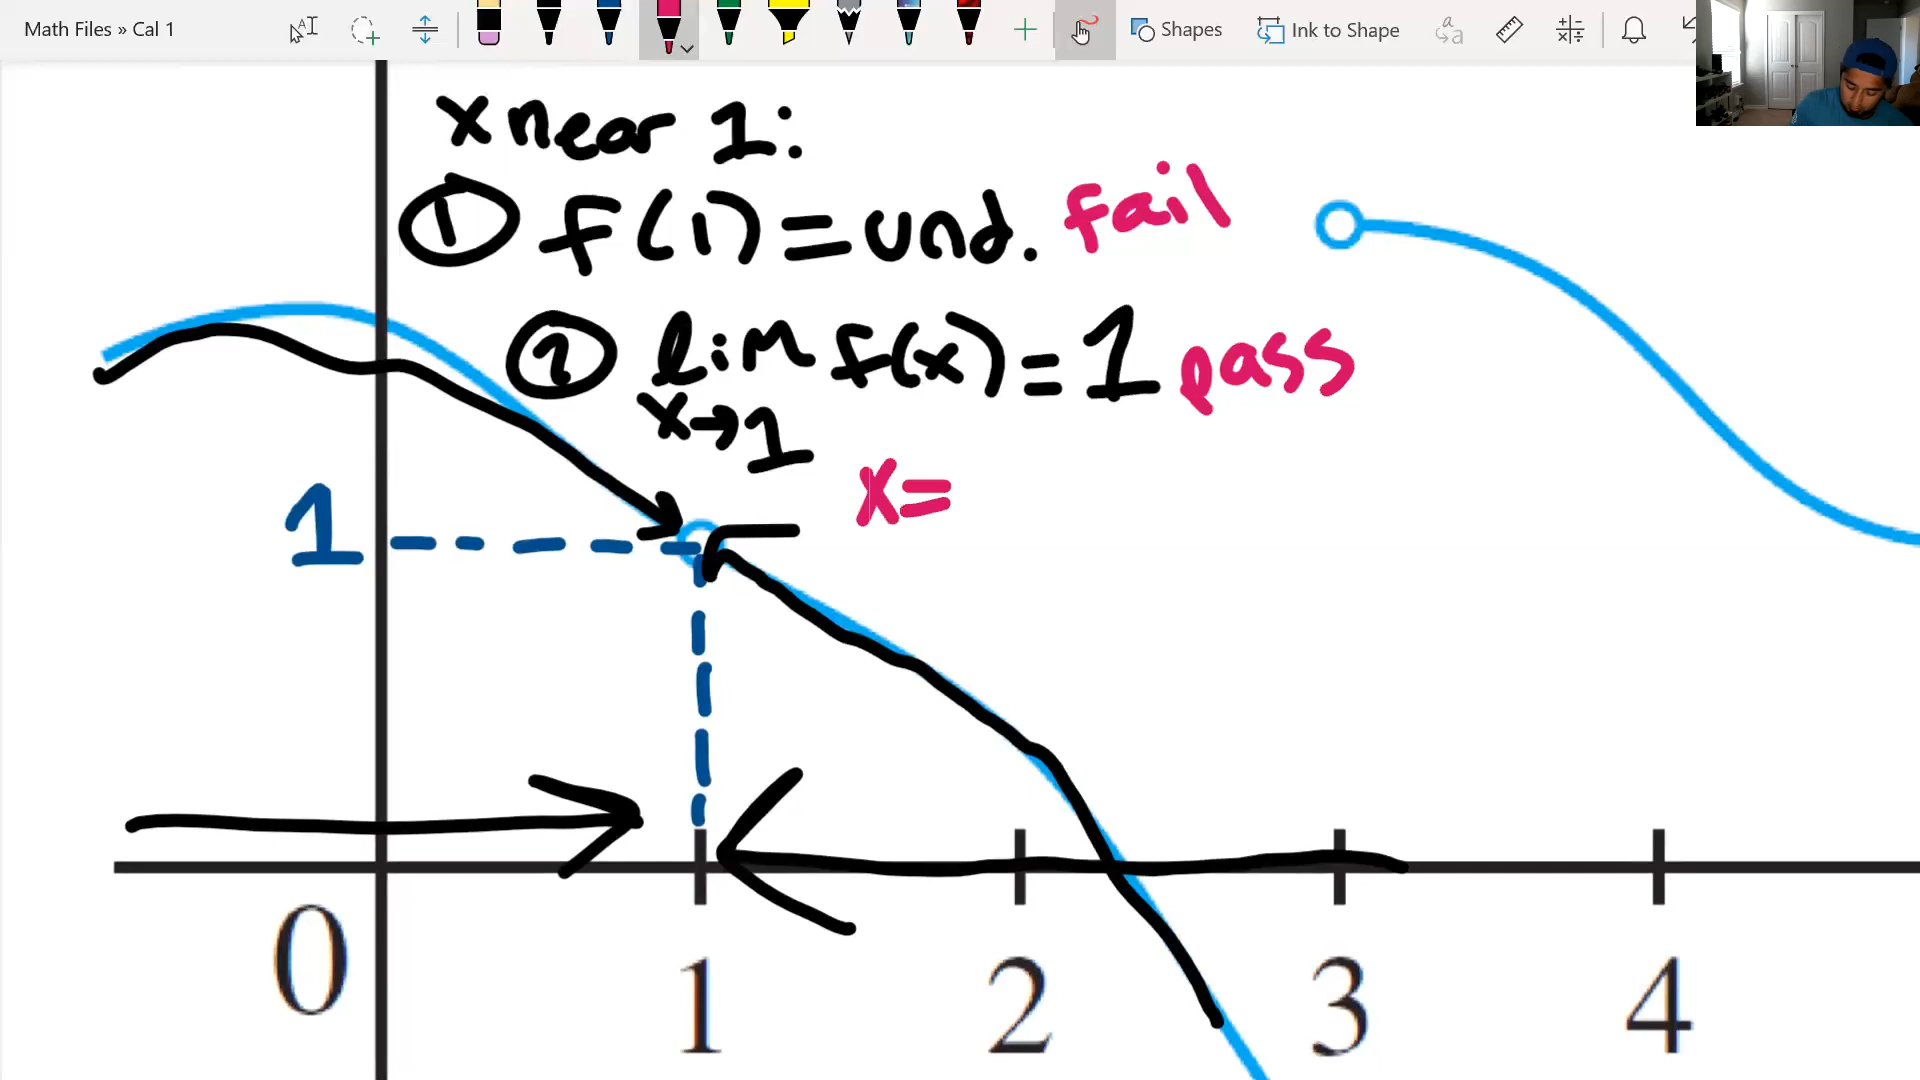 Math Files » Cal 1
AI
Shapes
Ink to Shape
a
a
x near 1:
① f(1) = und. fail
② lim f(x) = 1 pass
x→1
x=
1
0
1
2
3
4